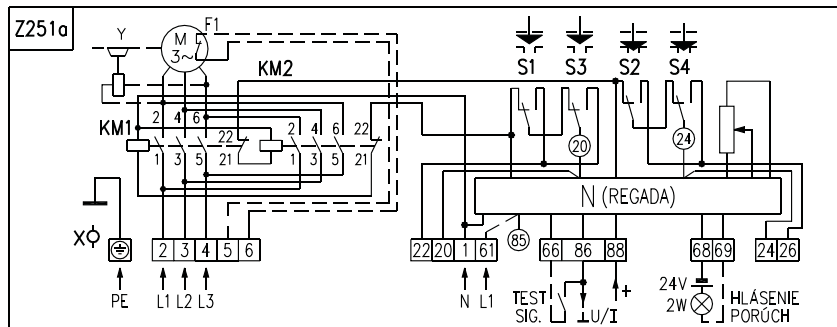 Z251a
Y
F1
M
3~
KM2
S1
S3
S2
S4
KM1
2
4
6
22
2
4
6
22
1
3
5
21
1
3
5
21
20
24
N (REGADA)
X
85
2
3
4
5
6
22
20
1
61
66
86
88
68
69
24
26
PE
L1
L2
L3
N
L1
TEST
SIG.
U/I
+
24V
2W
HLÁSENIE
PORÚCH